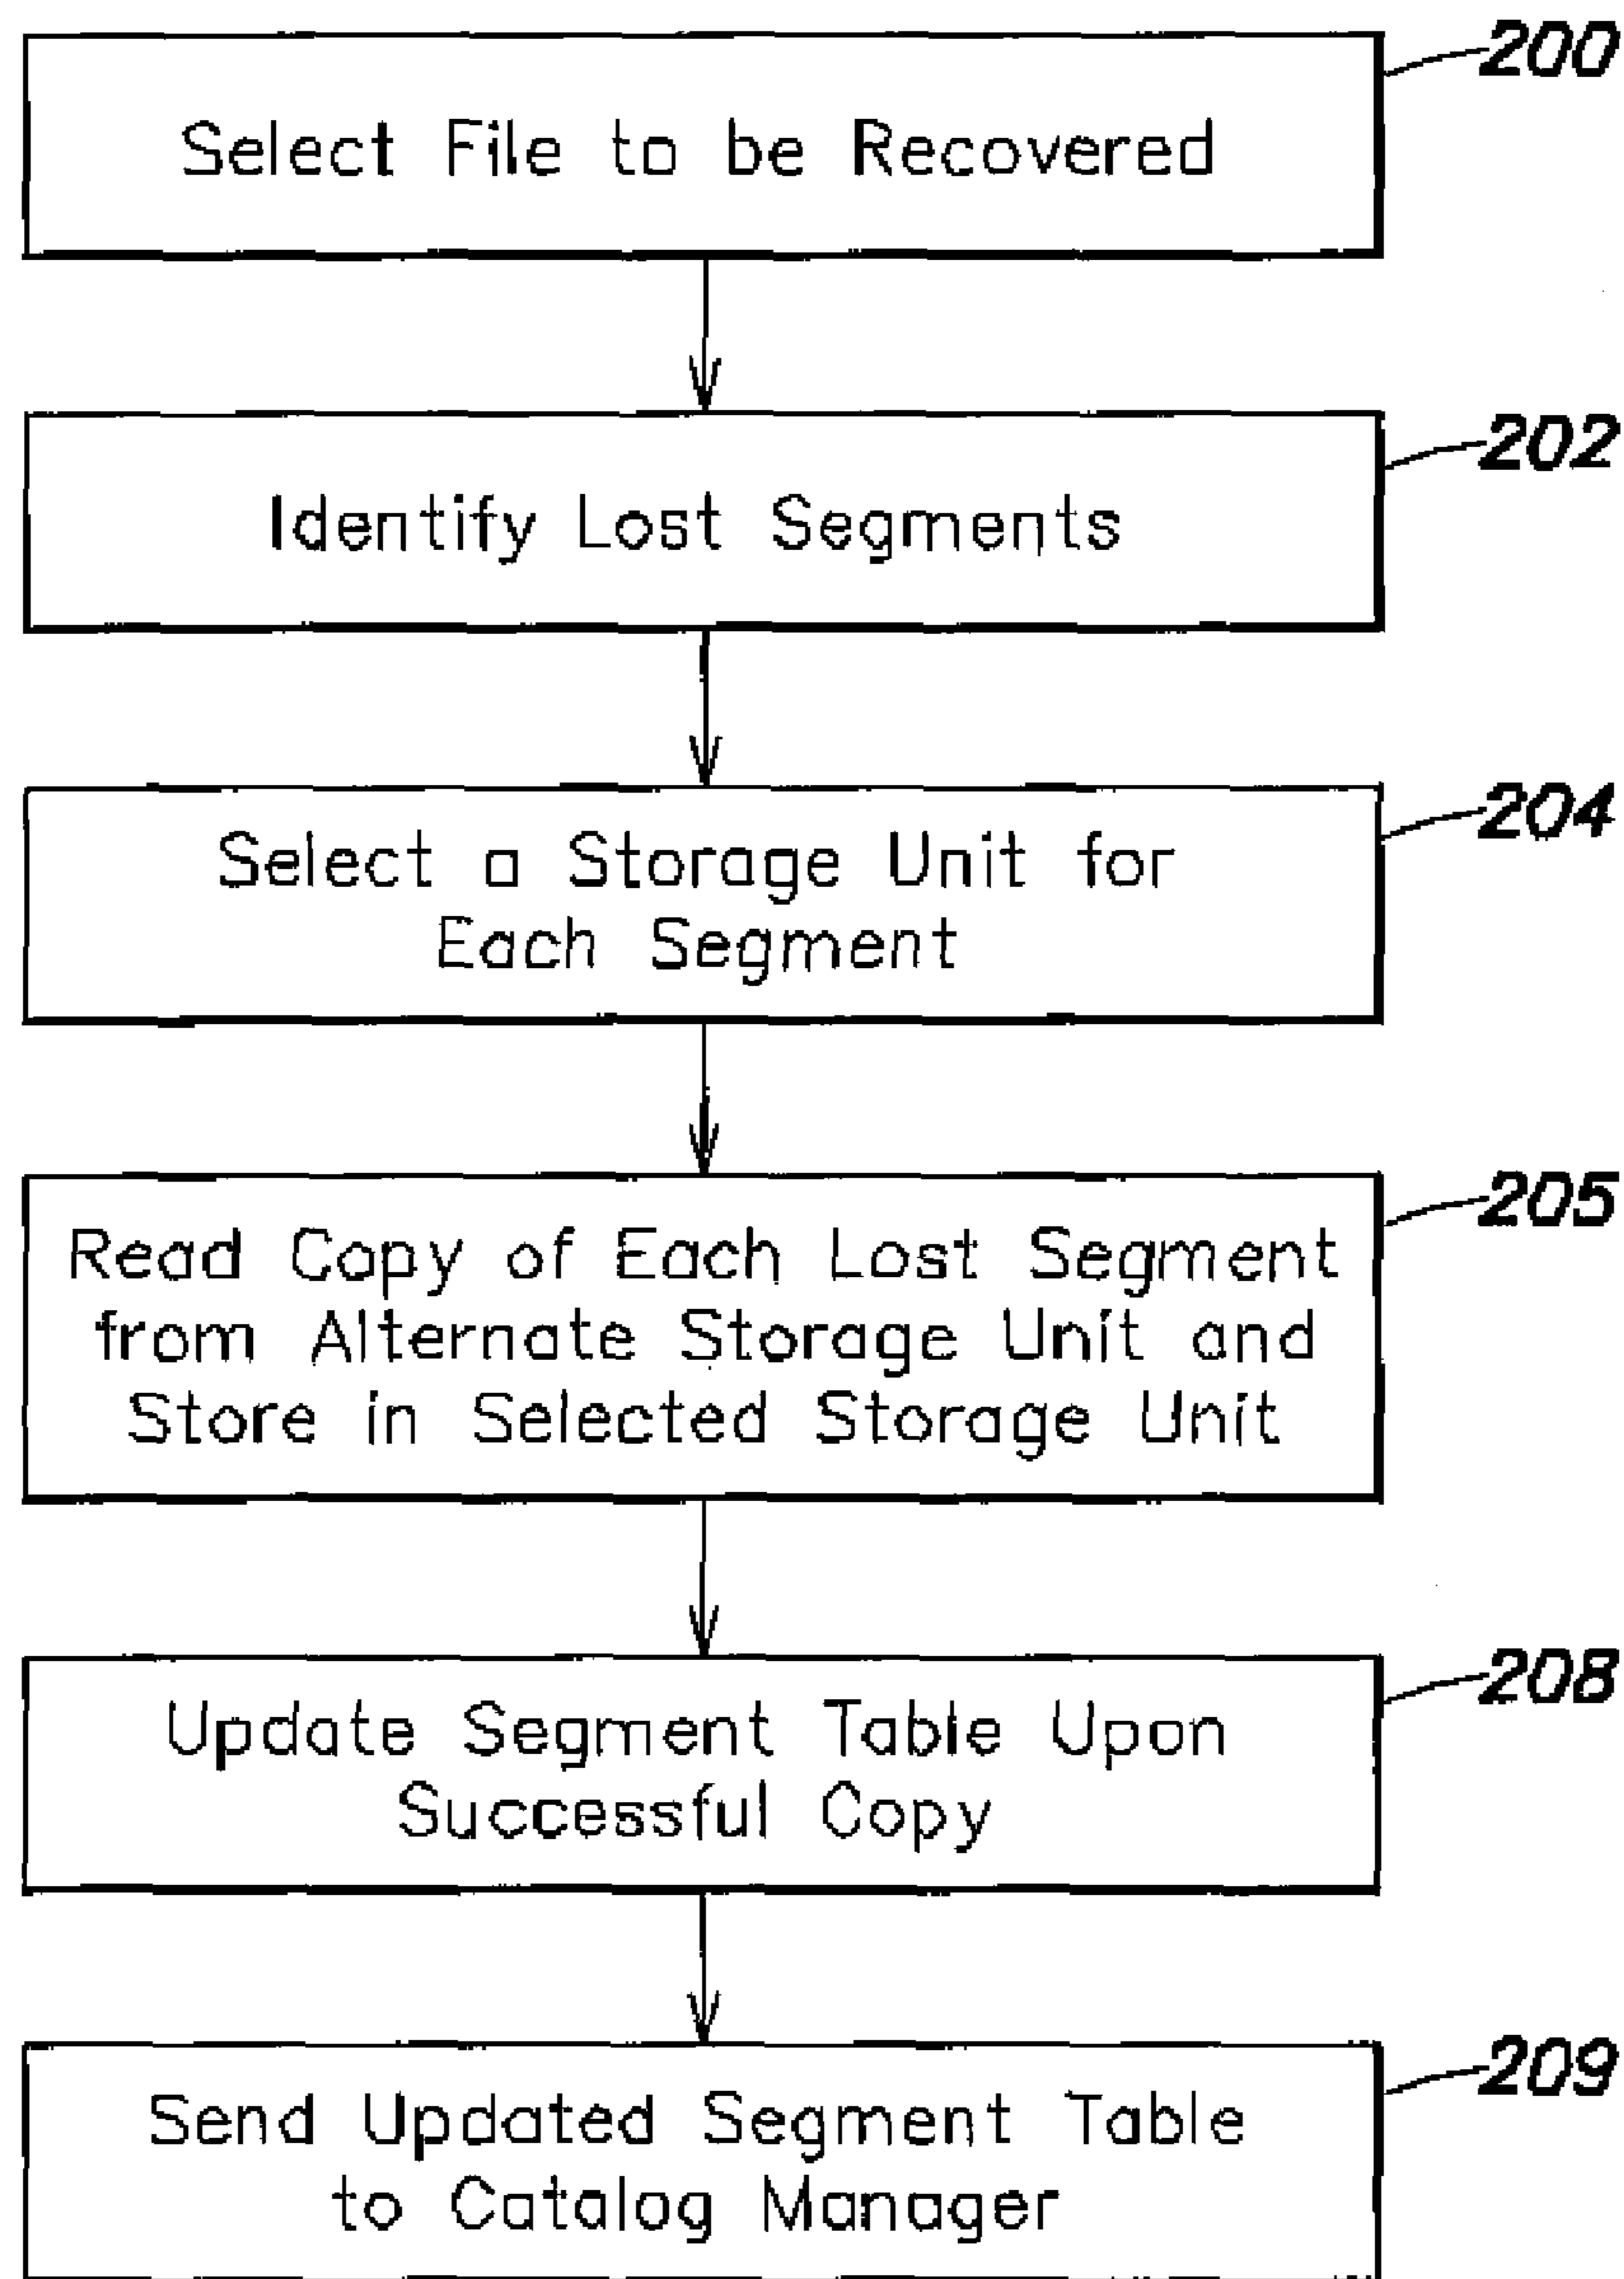 200
Select File to be Recovered
202
Identify Lost Segments
204
Select a Storage Unit for
Each Segment
205
Read Copy of Each Lost Segment
from Alternate Storage Unit and
Store in Selected Storage Unit
208
Update Segment Table Upon
Successful Copy
209
Send Updated Segment Table
to Catalog Manager